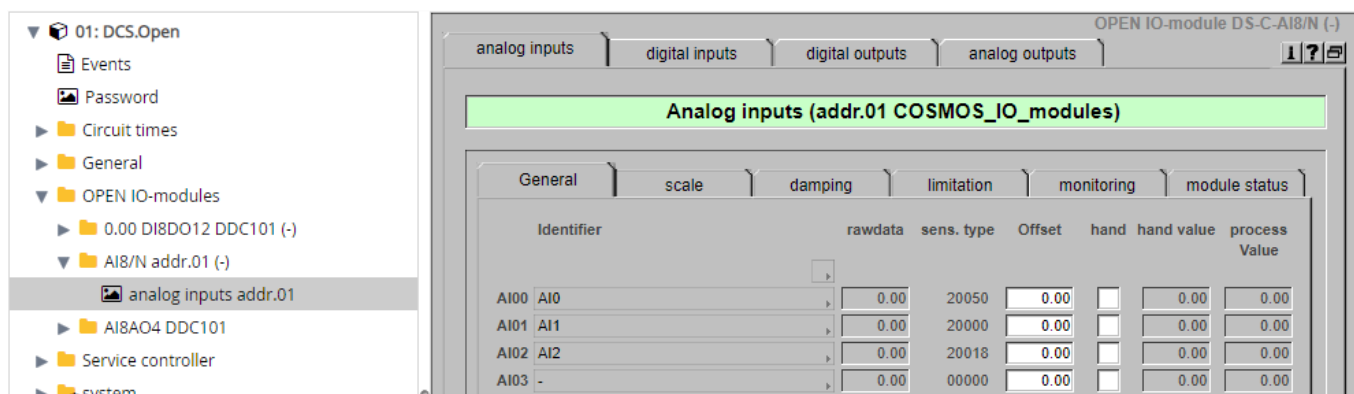 01: DCS.Open
Events
Password
Circuit times
General
OPEN IO-modules
0.00 DI8DO12 DDC101 (-)
AI8/N addr.01 (-)
analog inputs addr.01
AI8AO4 DDC101
Service controller
system
OPEN IO-module DS-C-AI8/N (-)
analog inputs digital inputs digital outputs analog outputs
i ?
Analog inputs (addr.01 COSMOS_IO_modules)
General scale damping limitation monitoring module status
Identifier rawdata sens. type Offset hand hand value process
Value
AI00 AI0 0.00 20050 0.00 0.00 0.00
AI01 AI1 0.00 20000 0.00 0.00 0.00
AI02 AI2 0.00 20018 0.00 0.00 0.00
AI03 - 0.00 00000 0.00 0.00 0.00